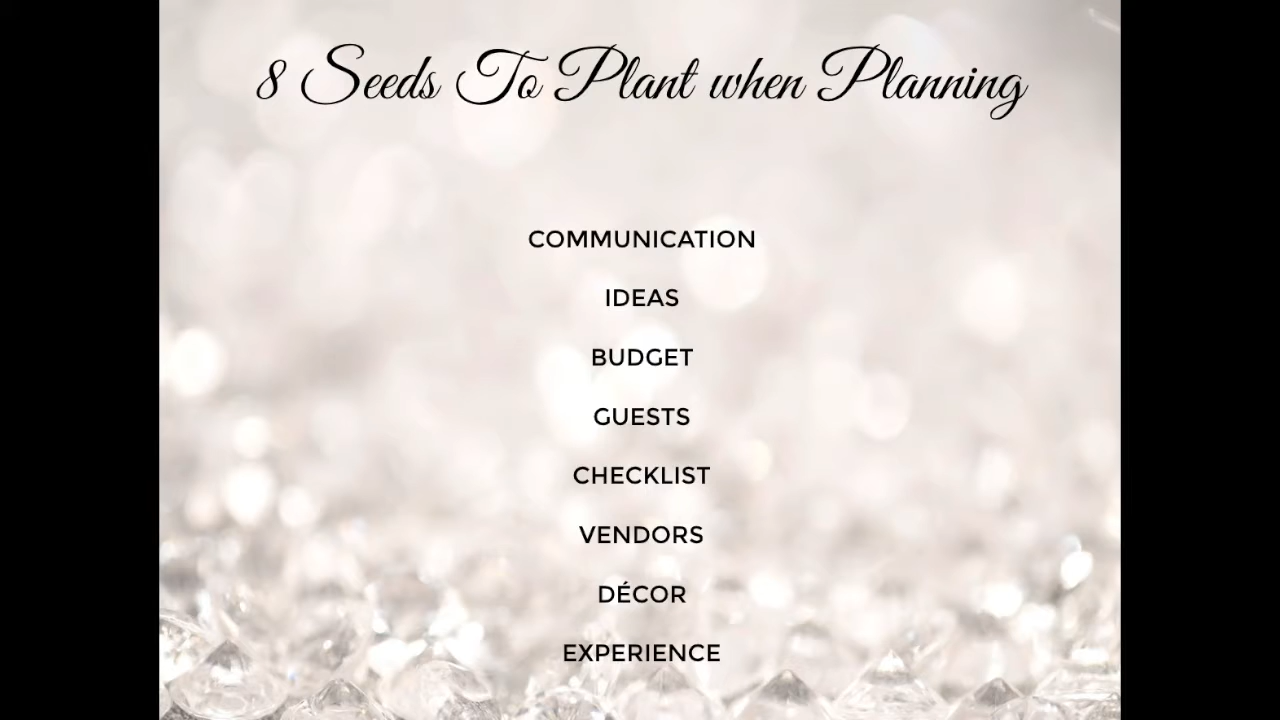 8 Seeds To Plant when Planning
COMMUNICATION
IDEAS
BUDGET
GUESTS
CHECKLIST
VENDORS
DÉCOR
EXPERIENCE